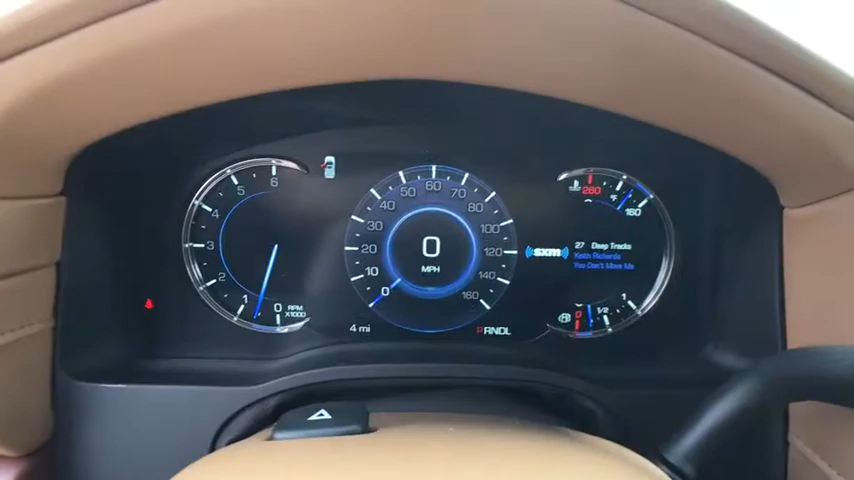 6
5
4
3
2
1
0
RPM
X1000
60
50
70
40
80
30
100
20
120
10
140
0
160
0
MPH
4 mi
PRNDL
260
°F
160
sxm
27 Deep Tracks
Keith Richards
You Don't Move Me
0
1/2
1